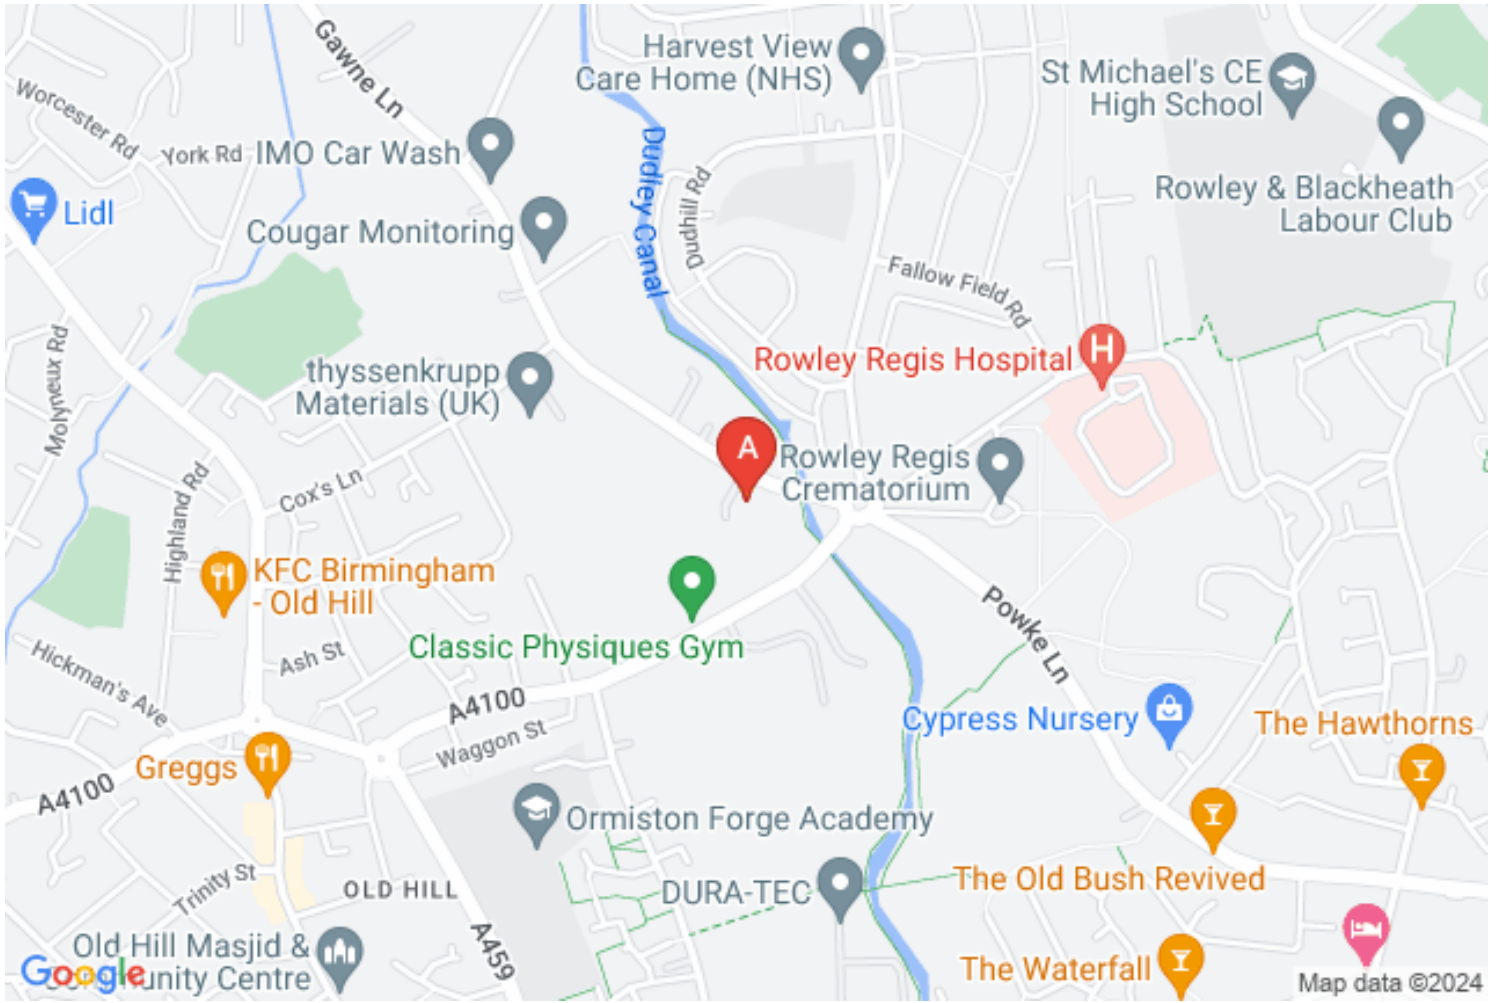 Gawne Ln
Harvest View
Care Home (NHS)
St Michael's CE
High School
Worcester Rd
York Rd
IMO Car Wash
Dudley Canal
Dudhill Rd
Rowley & Blackheath
Labour Club
Lidl
Cougar Monitoring
Fallow Field Rd
Molyneux Rd
thyssenkrupp
Materials (UK)
Rowley Regis Hospital
H
A
Rowley Regis
Crematorium
Cox's Ln
Highland Rd
KFC Birmingham
- Old Hill
Classic Physiques Gym
Powke Ln
Hickman's Ave
Ash St
A4100
Waggon St
Cypress Nursery
The Hawthorns
Greggs
A4100
Ormiston Forge Academy
Trinity St
OLD HILL
DURA-TEC
The Old Bush Revived
A459
Old Hill Masjid &
Community Centre
Google
The Waterfall
Map data ©2024